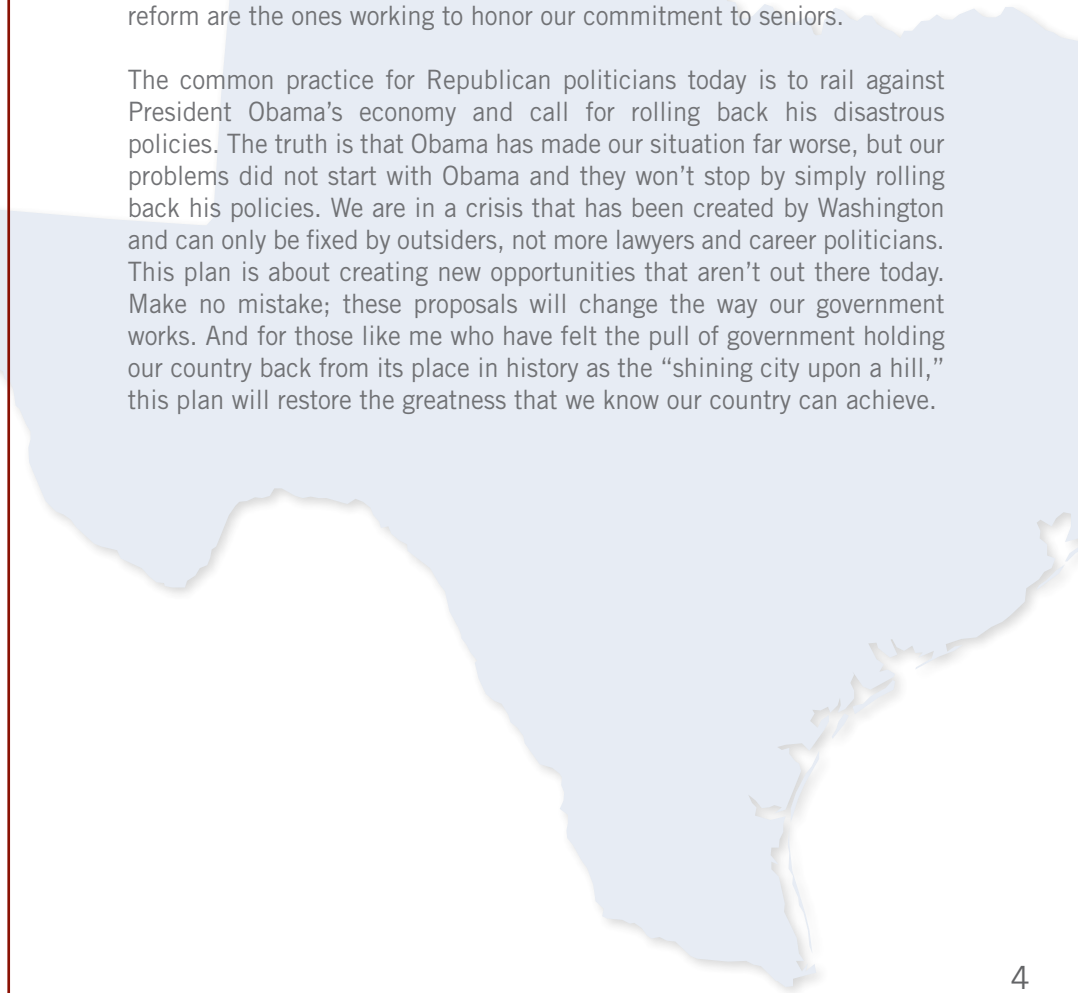 reform are the ones working to honor our commitment to seniors.
The common practice for Republican politicians today is to rail against
President Obama’s economy and call for rolling back his disastrous
policies. The truth is that Obama has made our situation far worse, but our
problems did not start with Obama and they won’t stop by simply rolling
back his policies. We are in a crisis that has been created by Washington
and can only be fixed by outsiders, not more lawyers and career politicians.
This plan is about creating new opportunities that aren’t out there today.
Make no mistake; these proposals will change the way our government
works. And for those like me who have felt the pull of government holding
our country back from its place in history as the “shining city upon a hill,”
this plan will restore the greatness that we know our country can achieve.
4